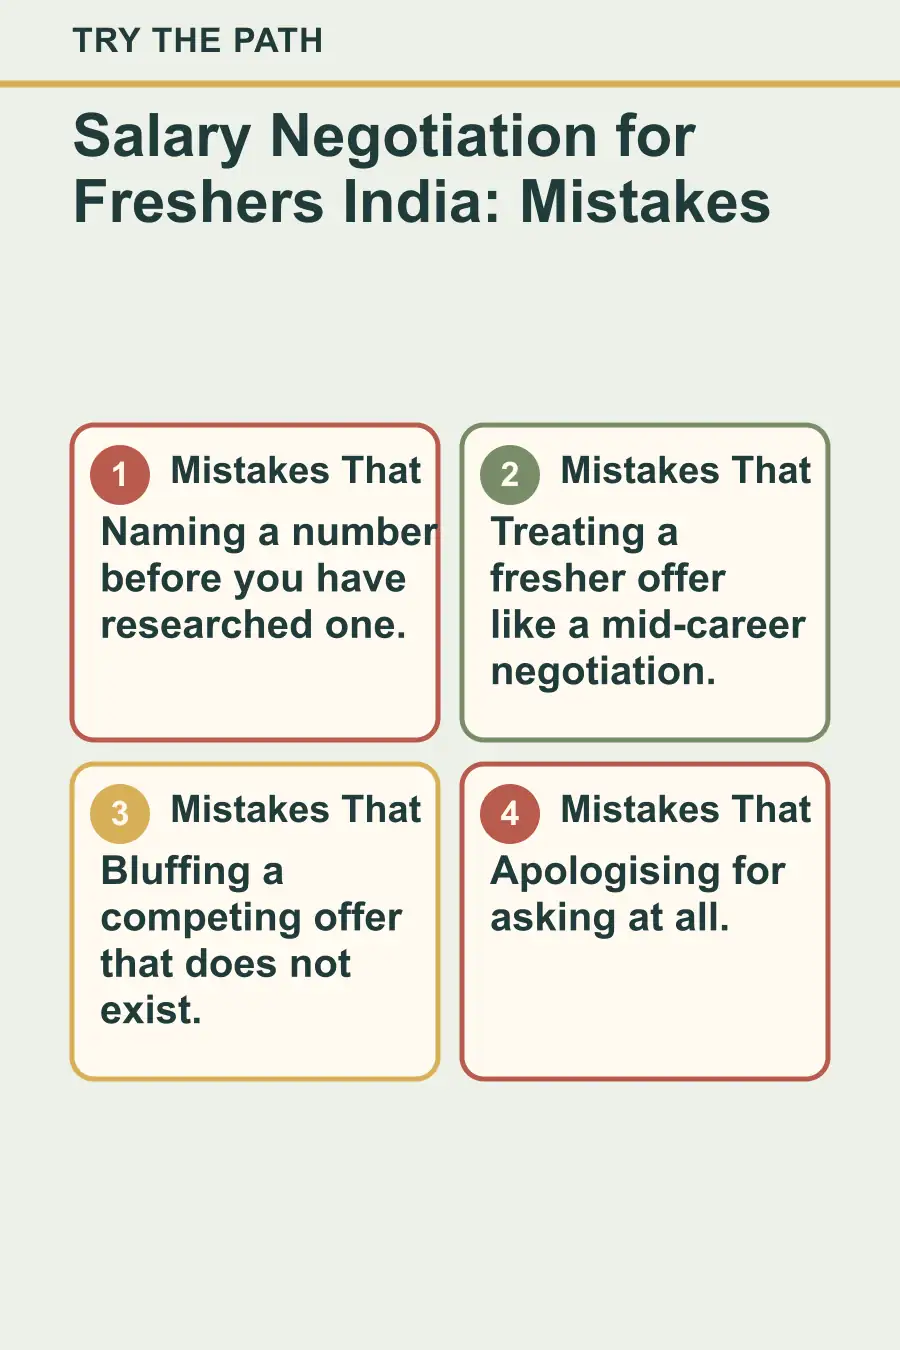 TRY THE PATH
Salary Negotiation for
Freshers India: Mistakes
1 Mistakes That
Naming a number
before you have
researched one.
2 Mistakes That
Treating a
fresher offer
like a mid-career
negotiation.
3 Mistakes That
Bluffing a
competing offer
that does not
exist.
4 Mistakes That
Apologising for
asking at all.